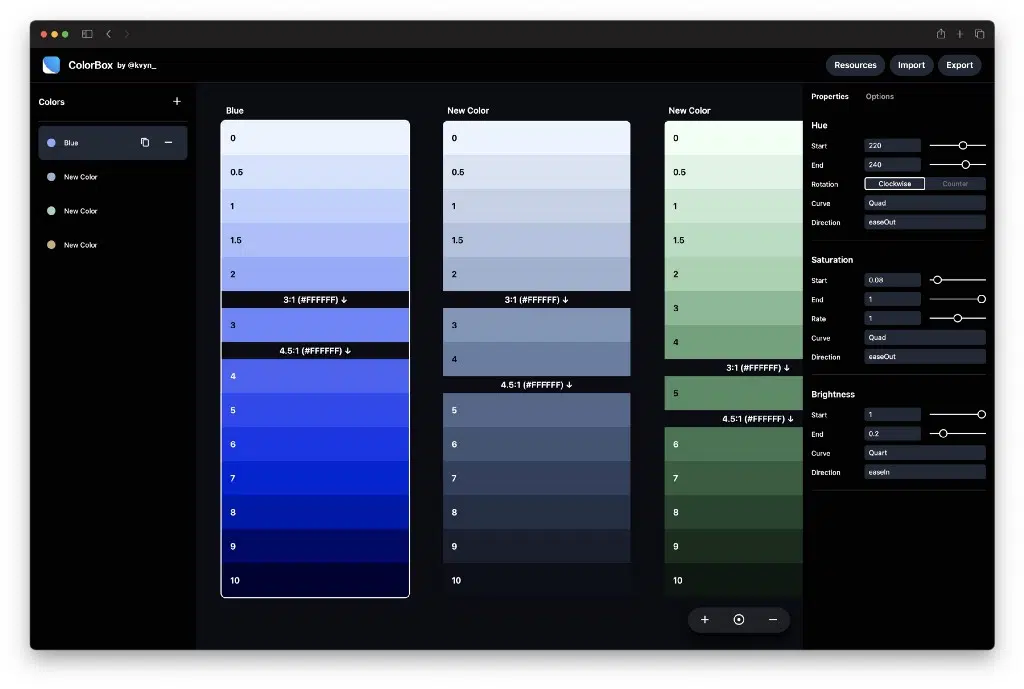 ColorBox by @kvyn_
Resources Import Export
Colors
Blue
New Color
New Color
New Color
Blue
0
0.5
1
1.5
2
3:1 (#FFFFFF) ↓
3
4.5:1 (#FFFFFF) ↓
4
5
6
7
8
9
10
New Color
0
0.5
1
1.5
2
3:1 (#FFFFFF) ↓
3
4
4.5:1 (#FFFFFF) ↓
5
6
7
8
9
10
New Color
0
0.5
1
1.5
2
3
4
3:1 (#FFFFFF) ↓
5
4.5:1 (#FFFFFF) ↓
6
7
8
9
10
Properties Options
Hue
Start 220
End 240
Rotation Clockwise Counter
Curve Quad
Direction easeOut
Saturation
Start 0.08
End 1
Rate 1
Curve Quad
Direction easeOut
Brightness
Start 1
End 0.2
Curve Quart
Direction easeIn